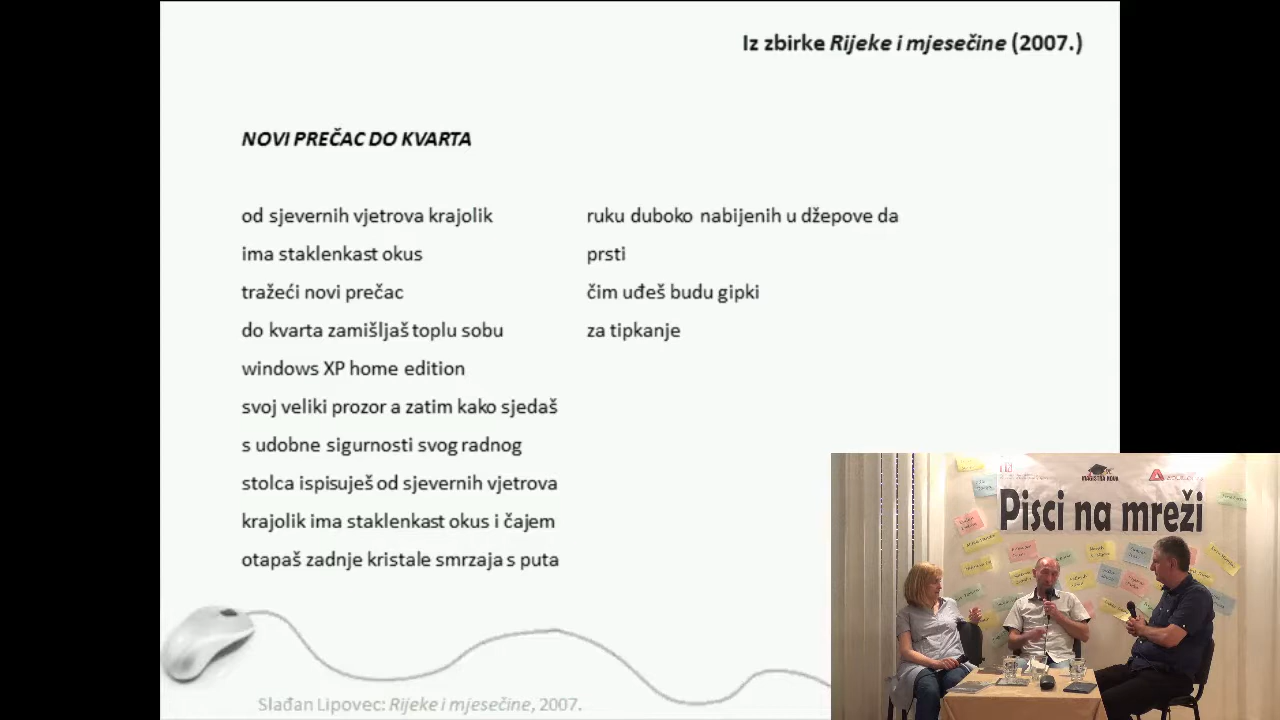 Iz zbirke Rijeke i mjesečine (2007.)
NOVI PREČAC DO KVARTA
od sjevernih vjetrova krajolik
ima staklenkast okus
tražeći novi prečac
do kvarta zamišljaš toplu sobu
windows XP home edition
svoj veliki prozor a zatim kako sjedaš
s udobne sigurnosti svog radnog
stolca ispisuješ od sjevernih vjetrova
krajolik ima staklenkast okus i čajem
otapaš zadnje kristale smrzaja s puta
ruku duboko nabijenih u džepove da
prsti
čim uđeš budu gipki
za tipkanje
Slađan Lipovec: Rijeke i mjesečine, 2007.
MAGISTRA NOVA
Pisci na mreži